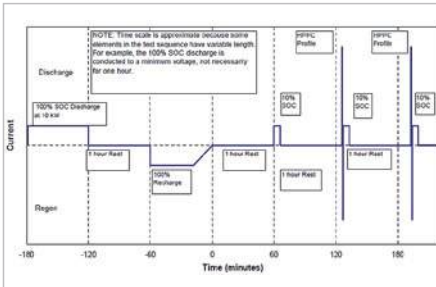 NOTE: Time scale is approximate because some
elements in the test sequence have variable length.
For example, the 100% SOC discharge is
conducted to a minimum voltage, not necessarily
for one hour.
HPPC
Profile
HPPC
Profile
Discharge
100% SOC Discharge
at 10 kW
10%
SOC
10%
SOC
10%
SOC
Current
1 hour Rest
1 hour Rest
1 hour Rest
100%
Recharge
1 hour Rest
Regen
-180
-120
-60
0
60
120
180
Time (minutes)